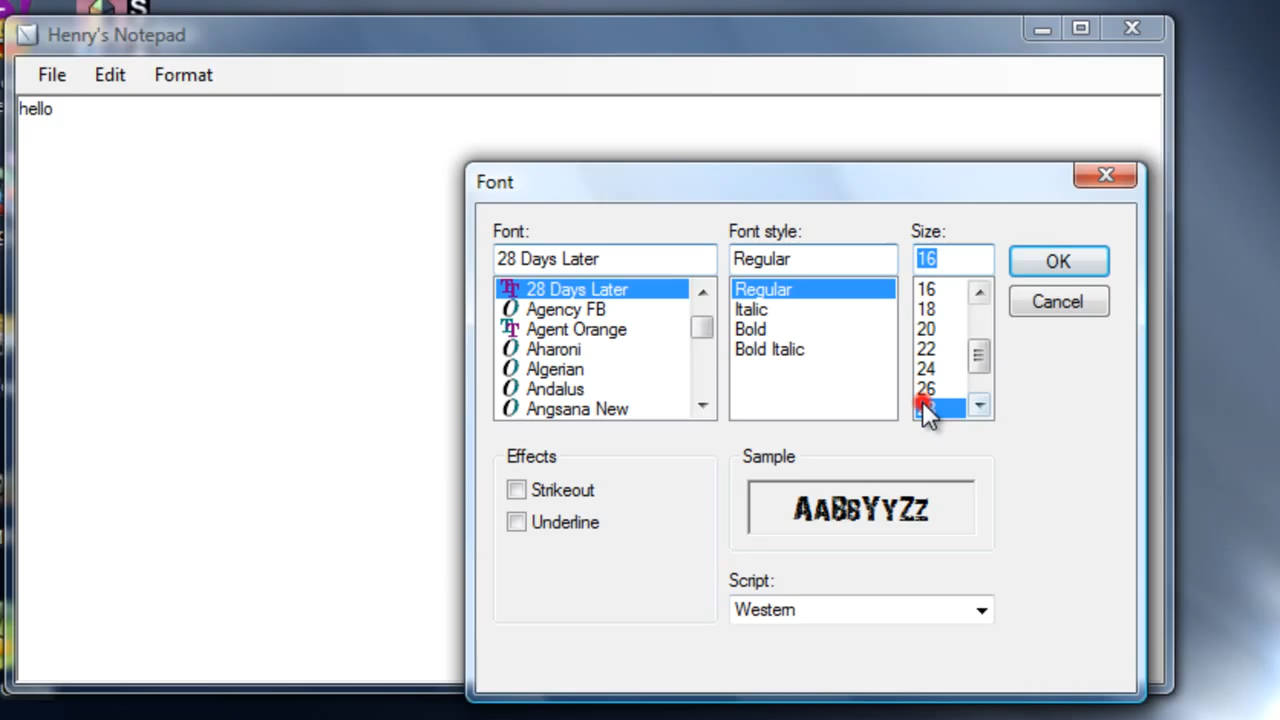 S
Henry's Notepad
File Edit Format
hello
Font
Font: Font style: Size:
28 Days Later Regular 16
28 Days Later Regular 16
Agency FB Italic 18
Agent Orange Bold 20
Aharoni Bold Italic 22
Algerian 24
Andalus 26
Angsana New
OK
Cancel
Effects
Strikeout
Underline
Sample
AaBbYyZz
Script:
Western